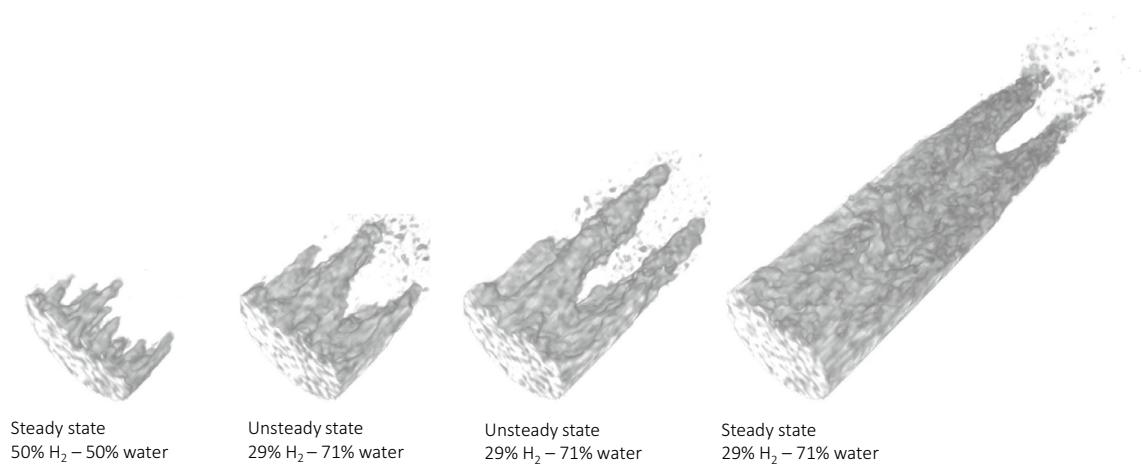 Steady state
50% H₂ – 50% water
Unsteady state
29% H₂ – 71% water
Unsteady state
29% H₂ – 71% water
Steady state
29% H₂ – 71% water